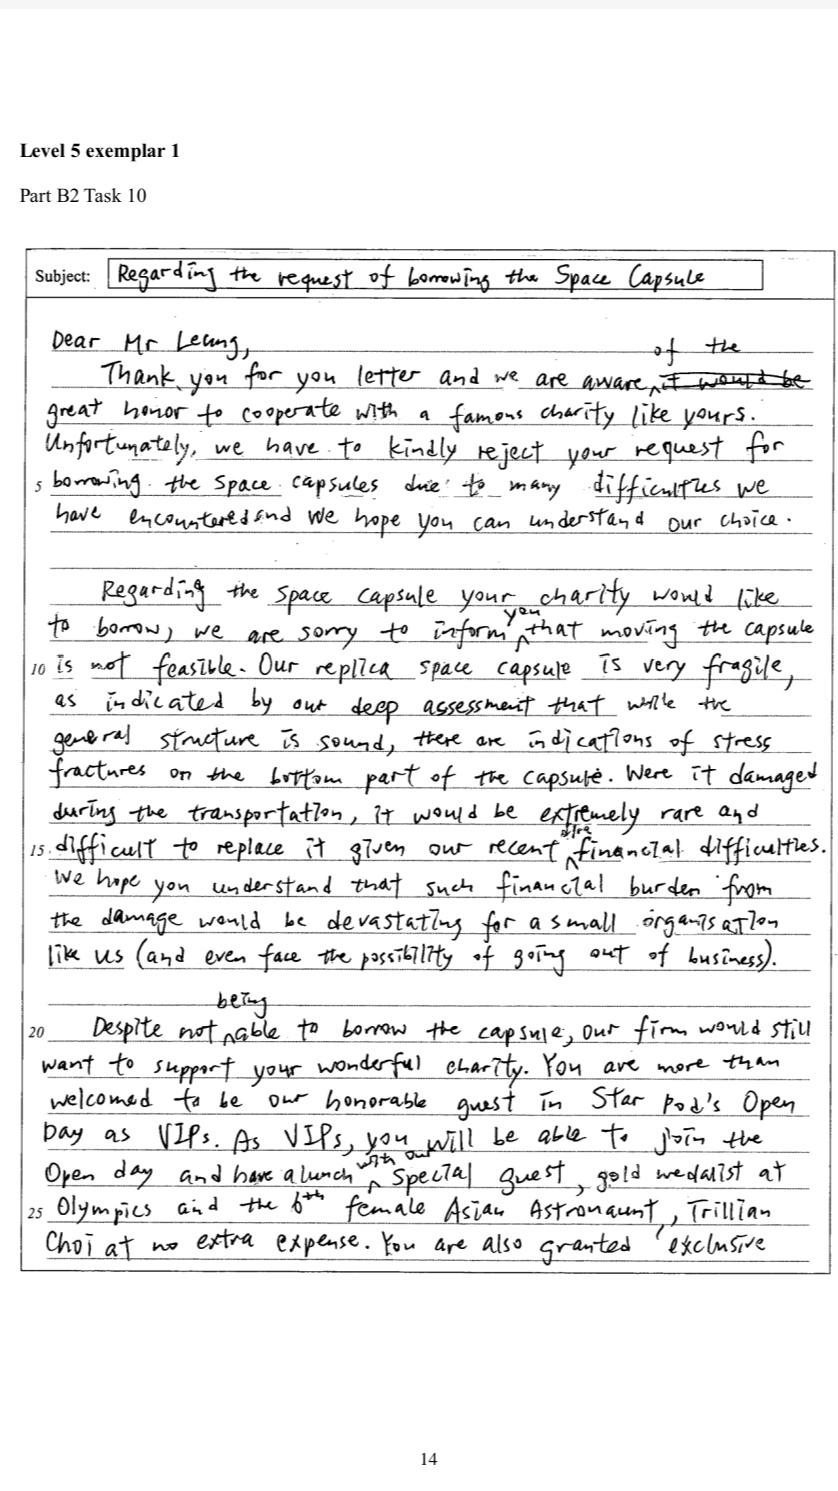 Level 5 exemplar 1
Part B2 Task 10
Subject: Regarding the request of borrowing the Space Capsule
Dear Mr Leung,
of the
Thank you for you letter and we are aware it would be
great honor to cooperate with a famous charity like yours.
Unfortunately, we have to kindly reject your request for
5 borrowing the space capsules due to many difficulties we
have encountered and we hope you can understand our choice.
Regarding the space capsule your charity would like
to borrow, we are sorry to inform you that moving the capsule
10 is not feasible. Our replica space capsule is very fragile,
as indicated by our deep assessment that while the
general structure is sound, there are indications of stress
fractures on the bottom part of the capsule. Were it damaged
during the transportation, it would be extremely rare and
15 difficult to replace it given our recent financial difficulties.
We hope you understand that such financial burden from
the damage would be devastating for a small organisation
like us (and even face the possibility of going out of business).
being
20 Despite not able to borrow the capsule, our firm would still
want to support your wonderful charity. You are more than
welcomed to be our honorable guest in Star Pod's Open
Day as VIPs. As VIPs, you will be able to join the
Open day and have a lunch with our special guest, gold medalist at
25 Olympics and the 6th female Asian Astronaunt, Trillian
Choi at no extra expense. You are also granted exclusive
14